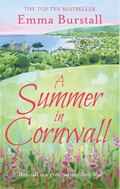 THE TOP TEN BESTSELLER
Emma Burstall
A
Summer
in
Cornwall